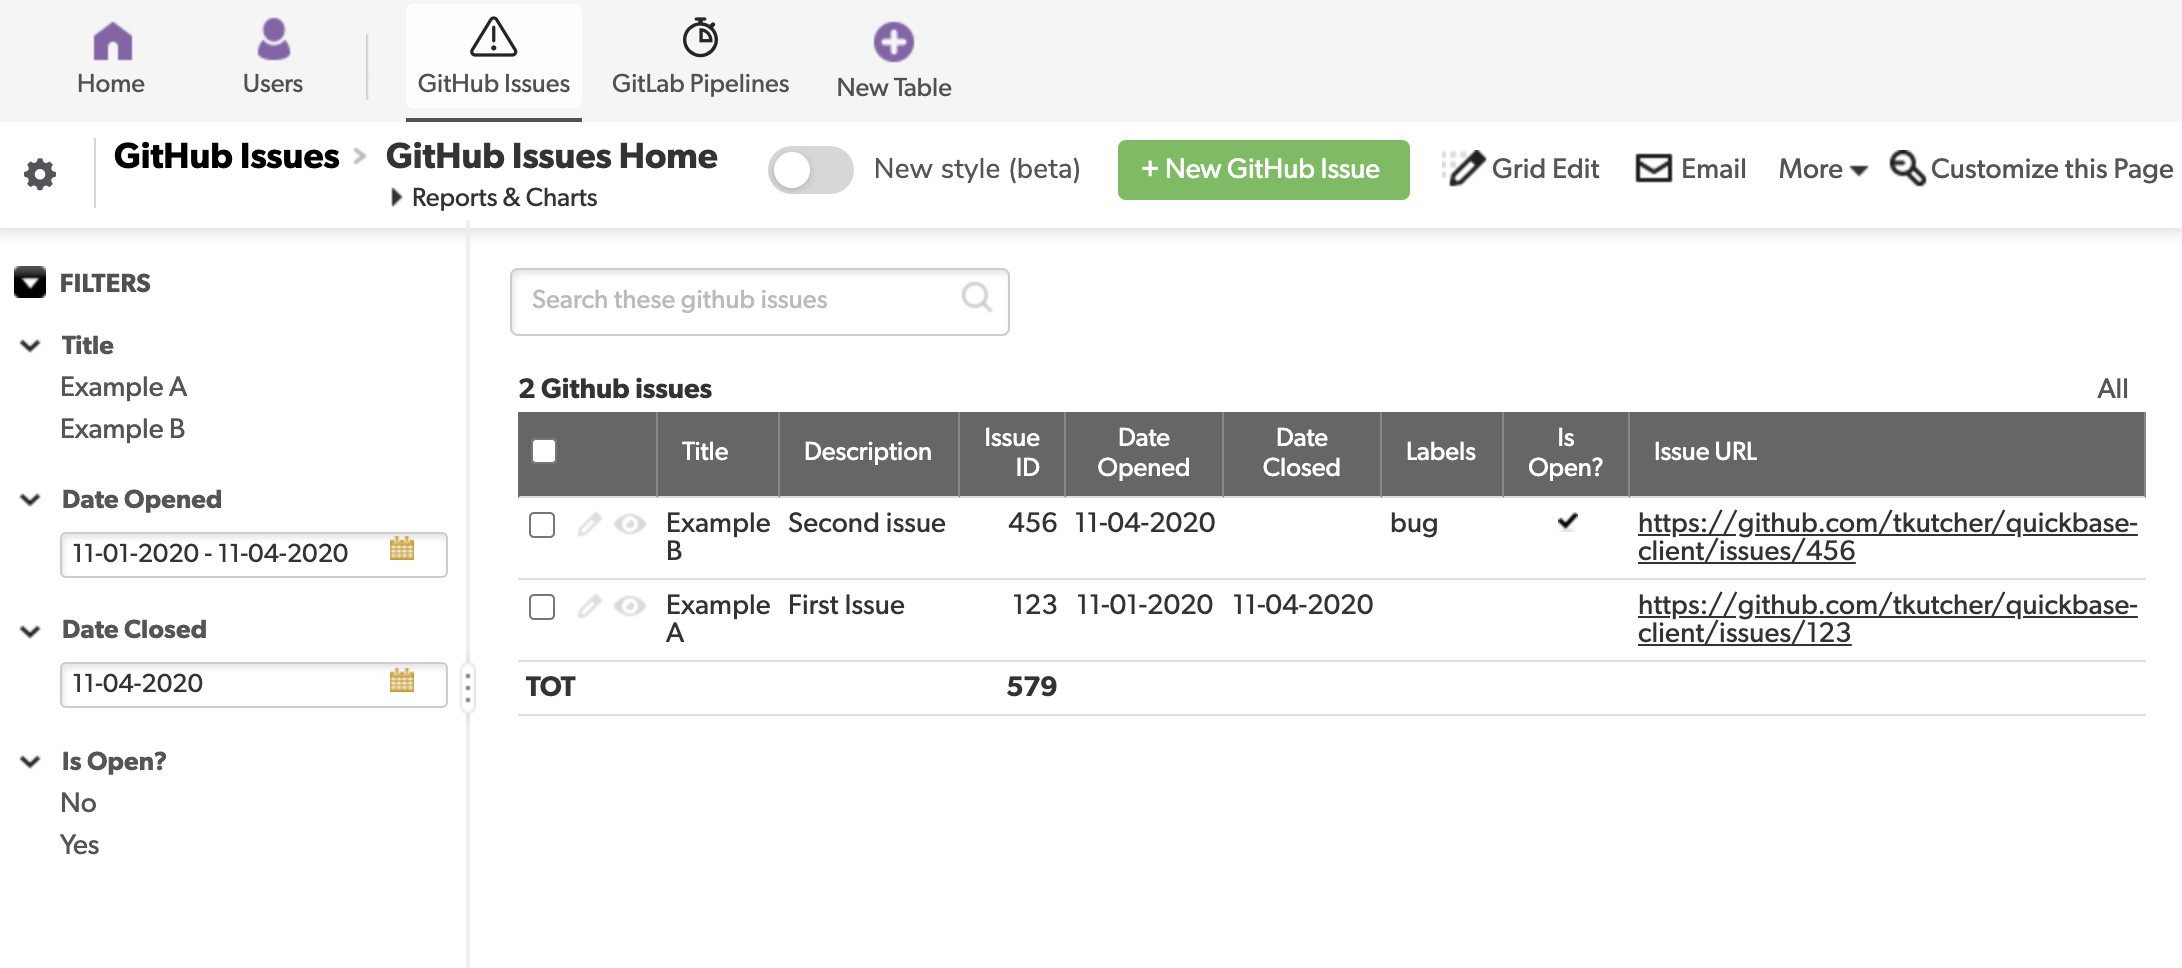 Home
Users
GitHub Issues
GitLab Pipelines
New Table
GitHub Issues > GitHub Issues Home
Reports & Charts
New style (beta)
+ New GitHub Issue
Grid Edit
Email
More
Customize this Page
FILTERS
Title
Example A
Example B
Date Opened
11-01-2020 - 11-04-2020
Date Closed
11-04-2020
Is Open?
No
Yes
Search these github issues
2 Github issues
All
Title
Description
Issue
ID
Date
Opened
Date
Closed
Labels
Is
Open?
Issue URL
Example Second issue 456 11-04-2020 bug https://github.com/tkutcher/quickbase-
B client/issues/456
Example First Issue 123 11-01-2020 11-04-2020 https://github.com/tkutcher/quickbase-
A client/issues/123
TOT 579